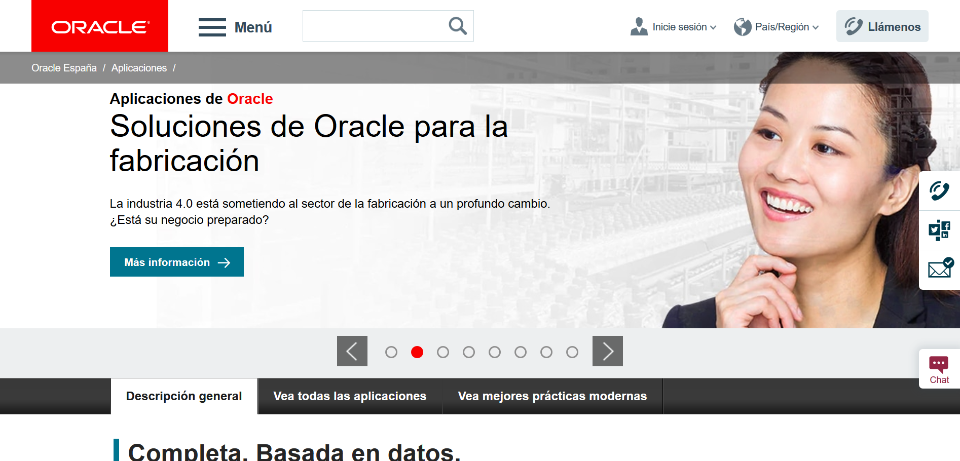 ORACLE
Menú
Inicie sesión
País/Región
Llámenos
Oracle España / Aplicaciones /
Aplicaciones de Oracle
Soluciones de Oracle para la
fabricación
La industria 4.0 está sometiendo al sector de la fabricación a un profundo cambio.
¿Está su negocio preparado?
Más información
Chat
Descripción general
Vea todas las aplicaciones
Vea mejores prácticas modernas
Completa. Basada en datos.